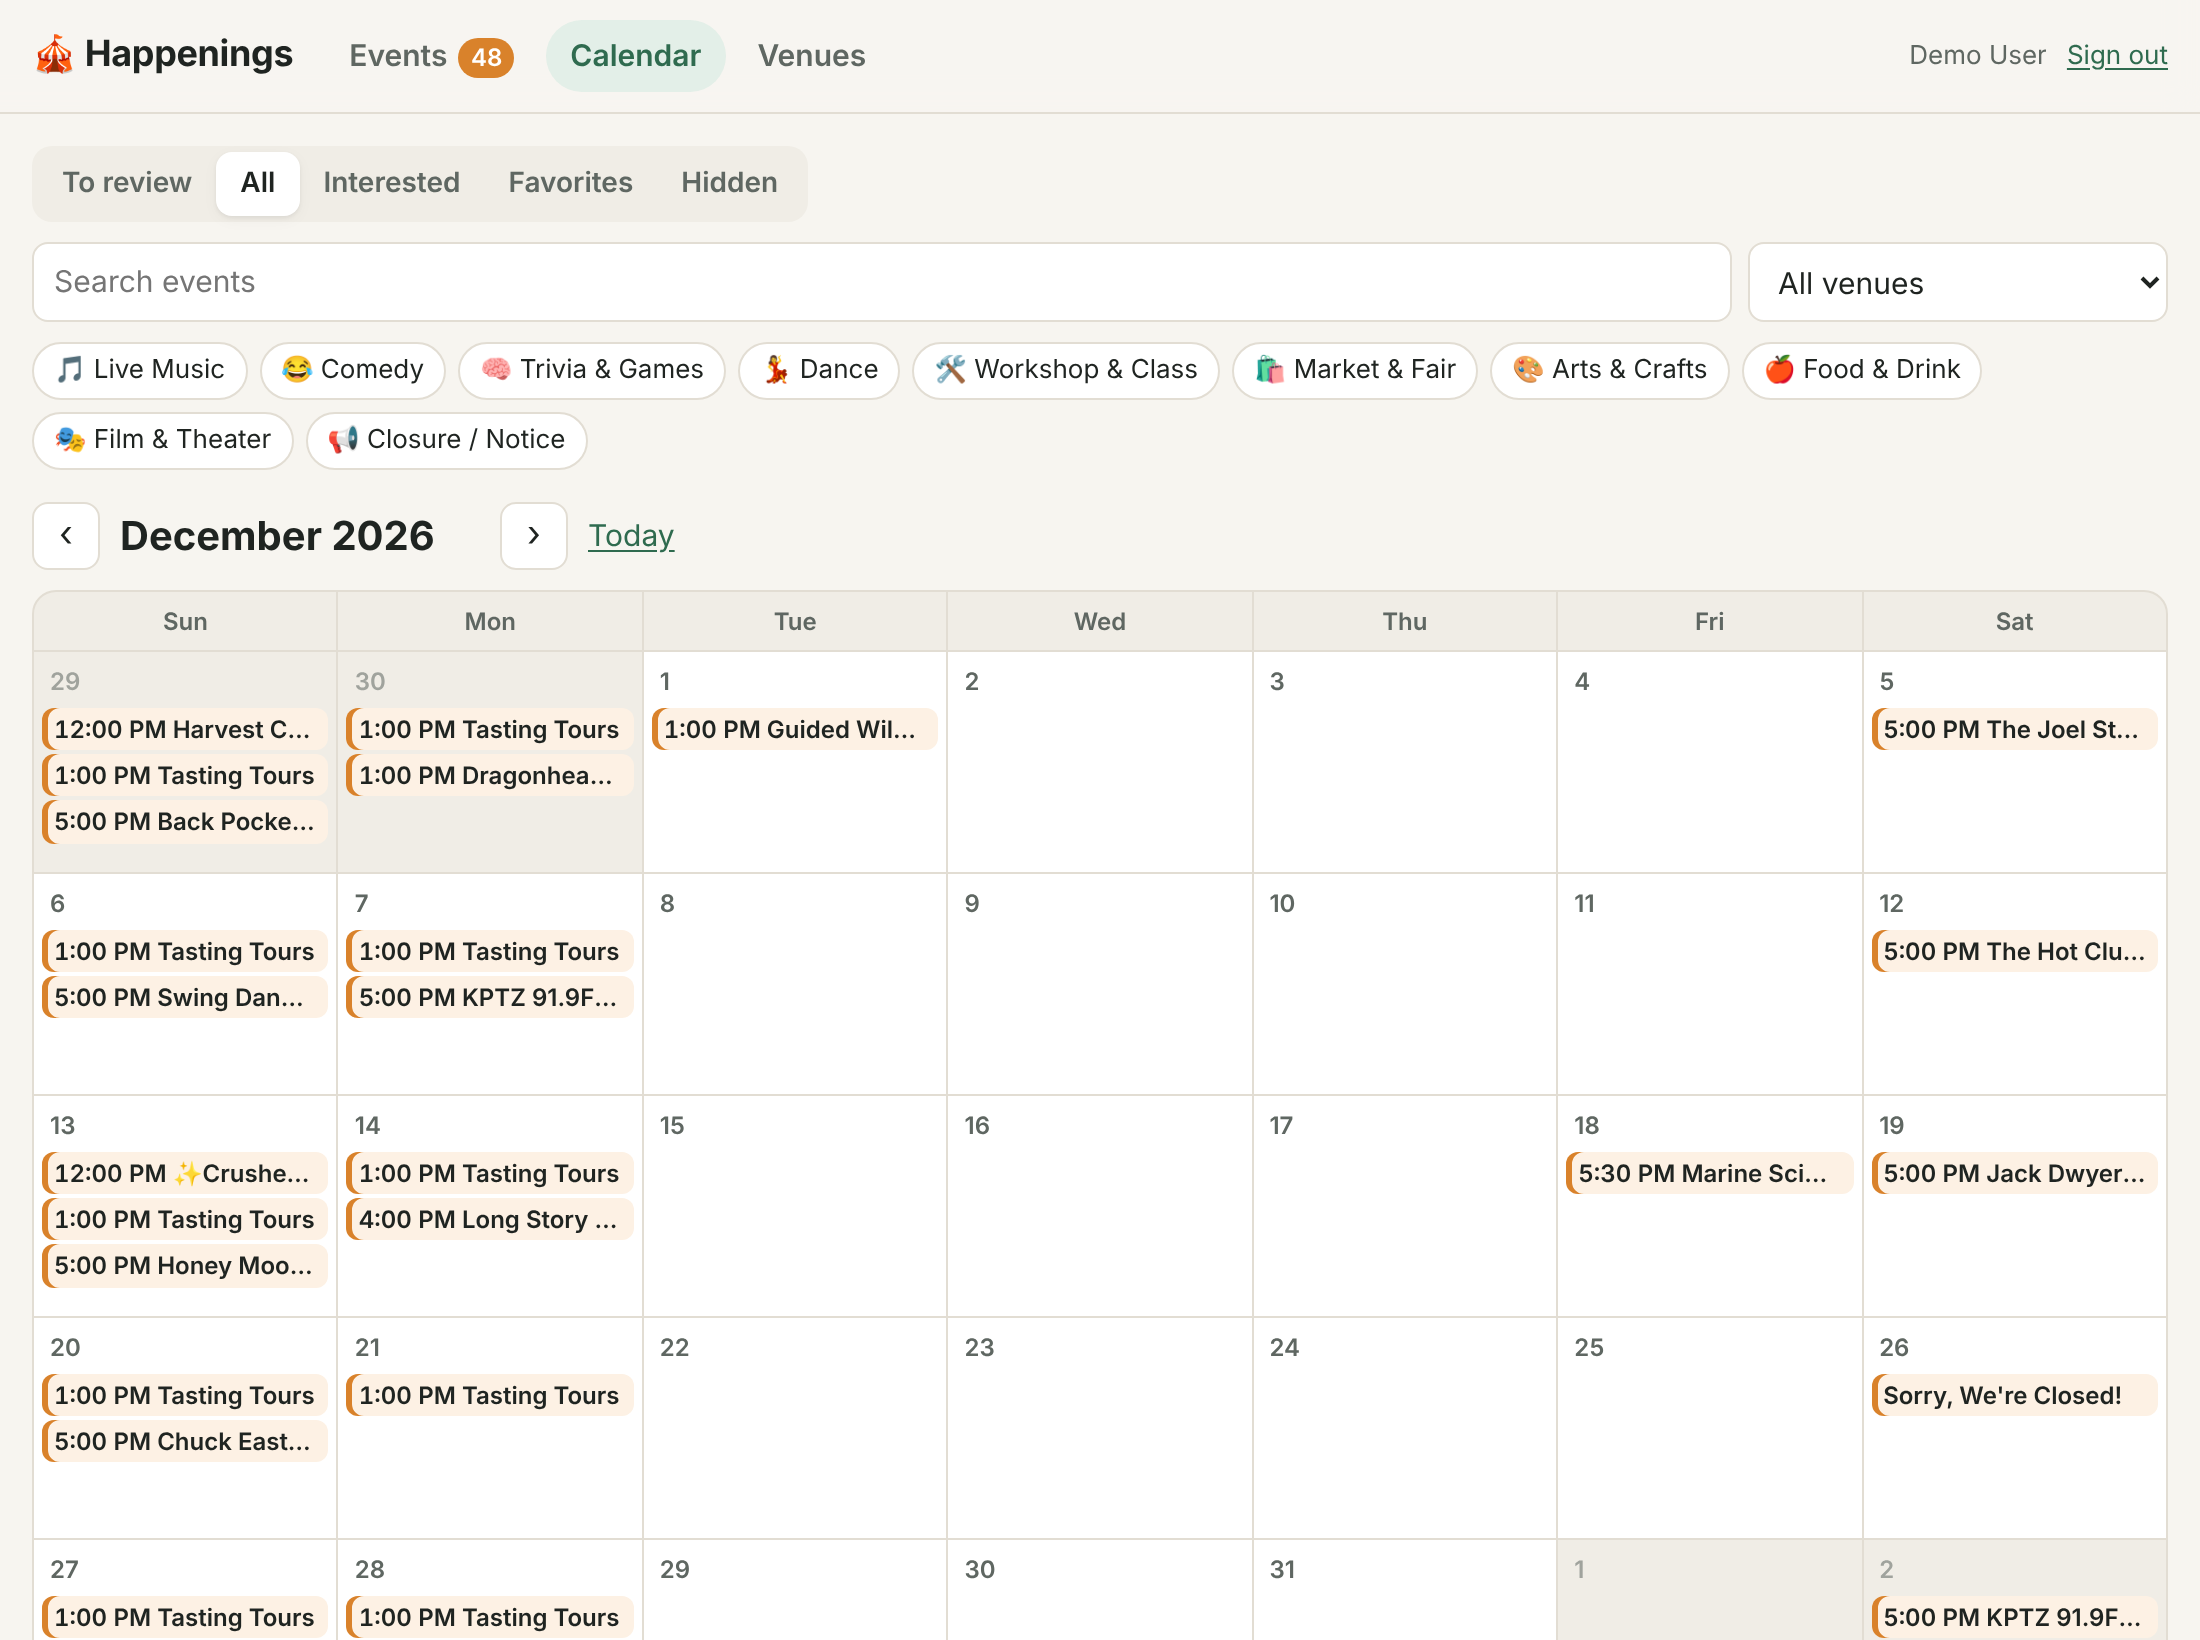 🎪 Happenings Events 48 Calendar Venues Demo User Sign out
To review All Interested Favorites Hidden
Search events All venues
🎵 Live Music 😂 Comedy 🧠 Trivia & Games 💃 Dance 🛠️ Workshop & Class 🛍️ Market & Fair 🎨 Arts & Crafts 🍎 Food & Drink
🎭 Film & Theater 📢 Closure / Notice
‹ December 2026 › Today
Sun Mon Tue Wed Thu Fri Sat
29 30 1 2 3 4 5
12:00 PM Harvest C... 1:00 PM Tasting Tours 1:00 PM Guided Wil... 5:00 PM The Joel St...
1:00 PM Tasting Tours 1:00 PM Dragonhea...
5:00 PM Back Pocke...
6 7 8 9 10 11 12
1:00 PM Tasting Tours 1:00 PM Tasting Tours 5:00 PM The Hot Clu...
5:00 PM Swing Dan... 5:00 PM KPTZ 91.9F...
13 14 15 16 17 18 19
12:00 PM ✨Crushe... 1:00 PM Tasting Tours 5:30 PM Marine Sci... 5:00 PM Jack Dwyer...
1:00 PM Tasting Tours 4:00 PM Long Story ...
5:00 PM Honey Moo...
20 21 22 23 24 25 26
1:00 PM Tasting Tours 1:00 PM Tasting Tours Sorry, We're Closed!
5:00 PM Chuck East...
27 28 29 30 31 1 2
1:00 PM Tasting Tours 1:00 PM Tasting Tours 5:00 PM KPTZ 91.9F...